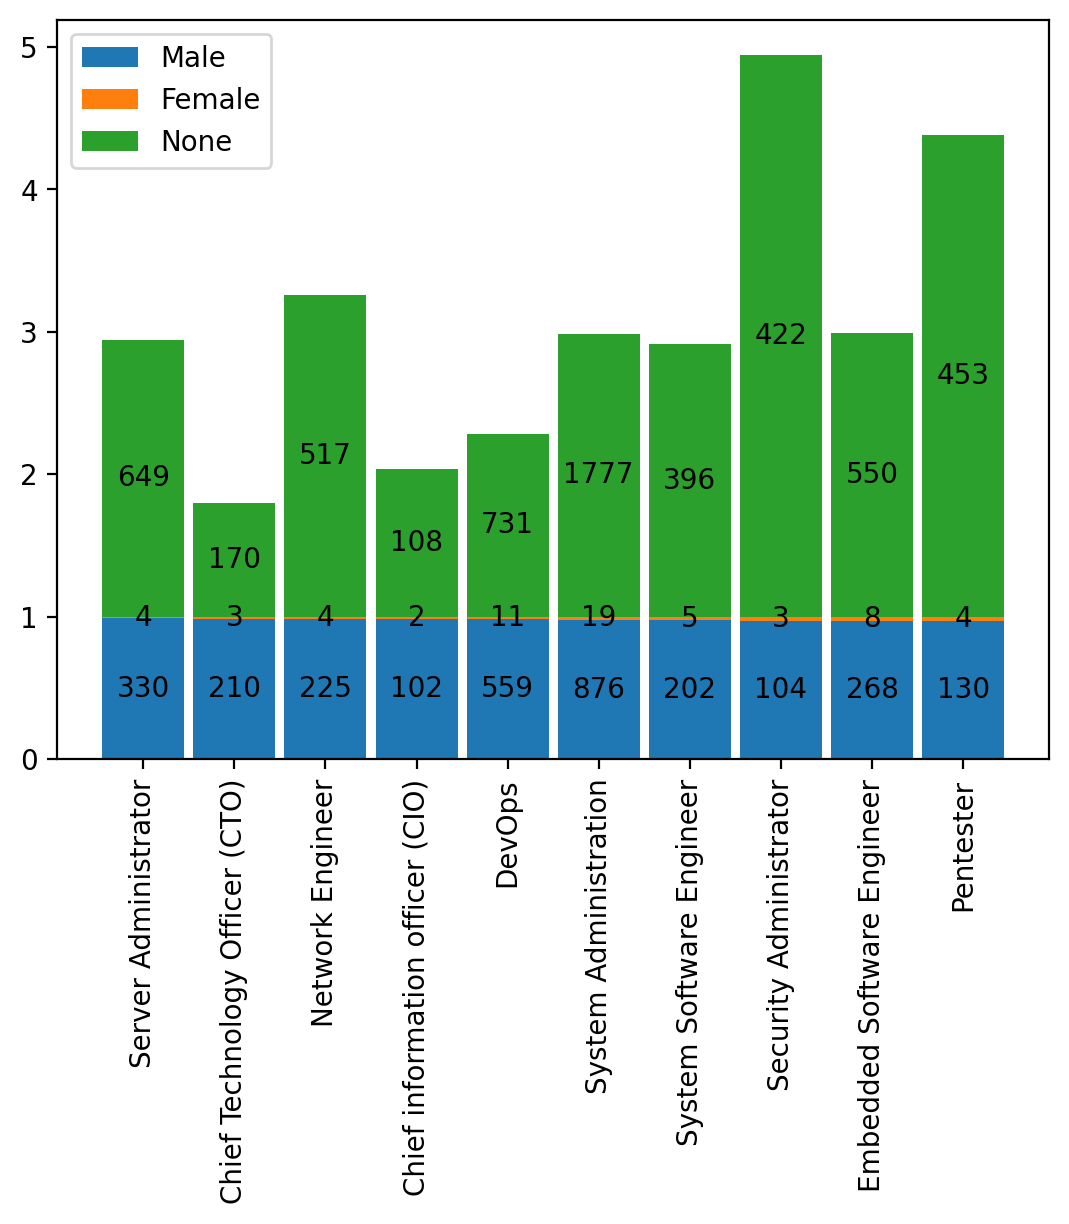 5
4
3
2
1
0
Male
Female
None
649
170
517
108
731
1777
396
422
550
453
4
3
4
2
11
19
5
3
8
4
330
210
225
102
559
876
202
104
268
130
Server Administrator
Chief Technology Officer (CTO)
Network Engineer
Chief information officer (CIO)
DevOps
System Administration
System Software Engineer
Security Administrator
Embedded Software Engineer
Pentester